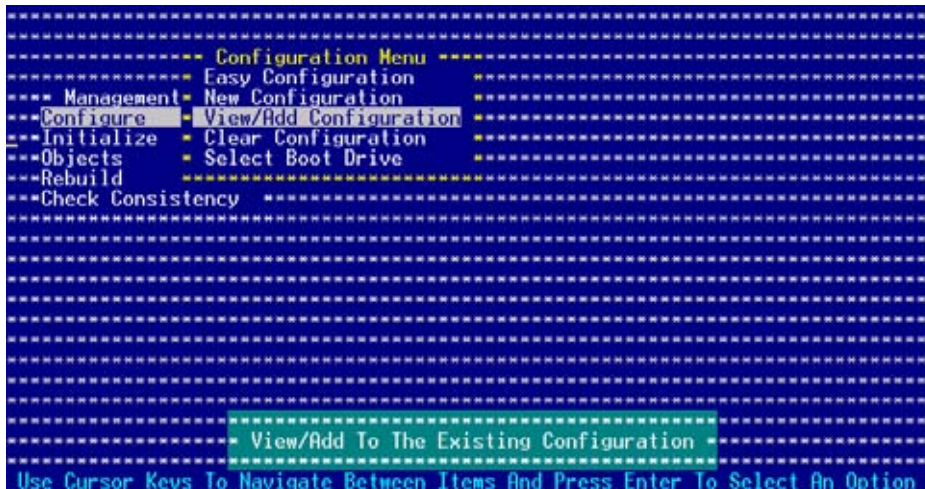 Configuration Menu
Easy Configuration
Management
New Configuration
Configure
View/Add Configuration
Initialize
Clear Configuration
Objects
Select Boot Drive
Rebuild
Check Consistency
View/Add To The Existing Configuration
Use Cursor Keys To Navigate Between Items And Press Enter To Select An Option